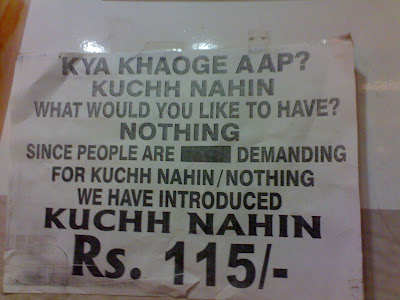 KYA KHAOGE AAP?
KUCHH NAHIN
WHAT WOULD YOU LIKE TO HAVE?
NOTHING
SINCE PEOPLE ARE DEMANDING
FOR KUCHH NAHIN/NOTHING
WE HAVE INTRODUCED
KUCHH NAHIN
Rs. 115/-